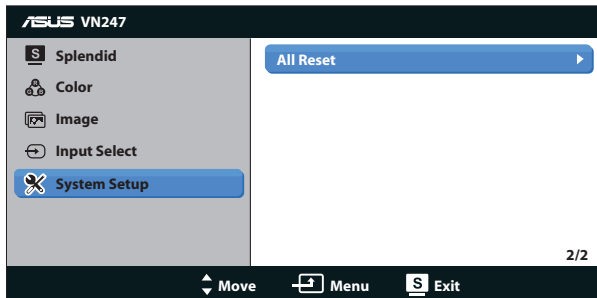 ASUS VN247
S Splendid
Color
Image
Input Select
System Setup
All Reset
2/2
Move Menu S Exit